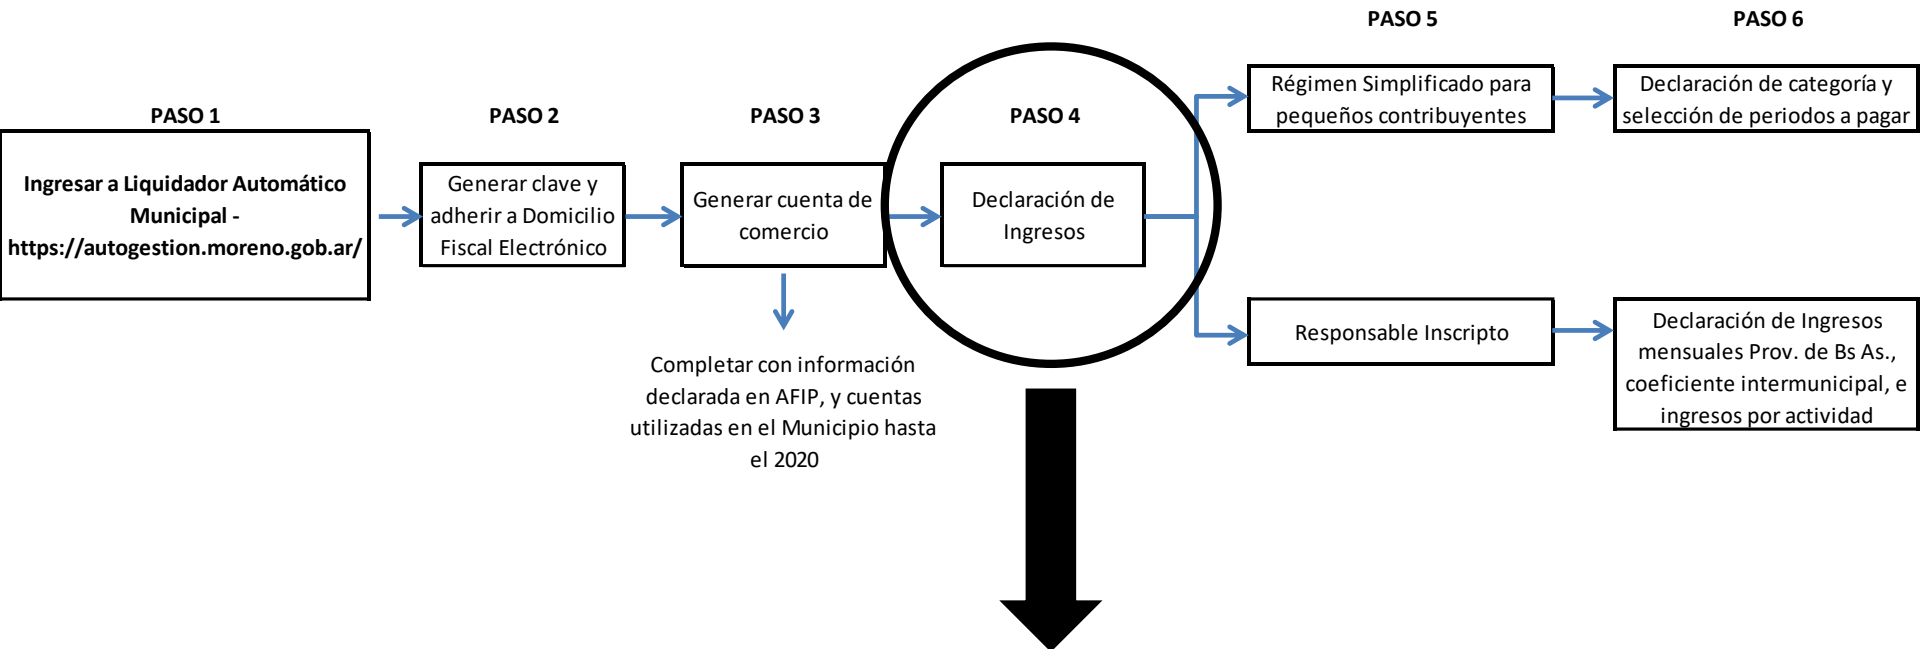 PASO 1
Ingresar a Liquidador Automático
Municipal -
https://autogestion.moreno.gob.ar/
PASO 2
Generar clave y
adherir a Domicilio
Fiscal Electrónico
PASO 3
Generar cuenta de
comercio
Completar con información
declarada en AFIP, y cuentas
utilizadas en el Municipio hasta
el 2020
PASO 4
Declaración de
Ingresos
PASO 5
Régimen Simplificado para
pequeños contribuyentes
Responsable Inscripto
PASO 6
Declaración de categoría y
selección de periodos a pagar
Declaración de Ingresos
mensuales Prov. de Bs As.,
coeficiente intermunicipal, e
ingresos por actividad